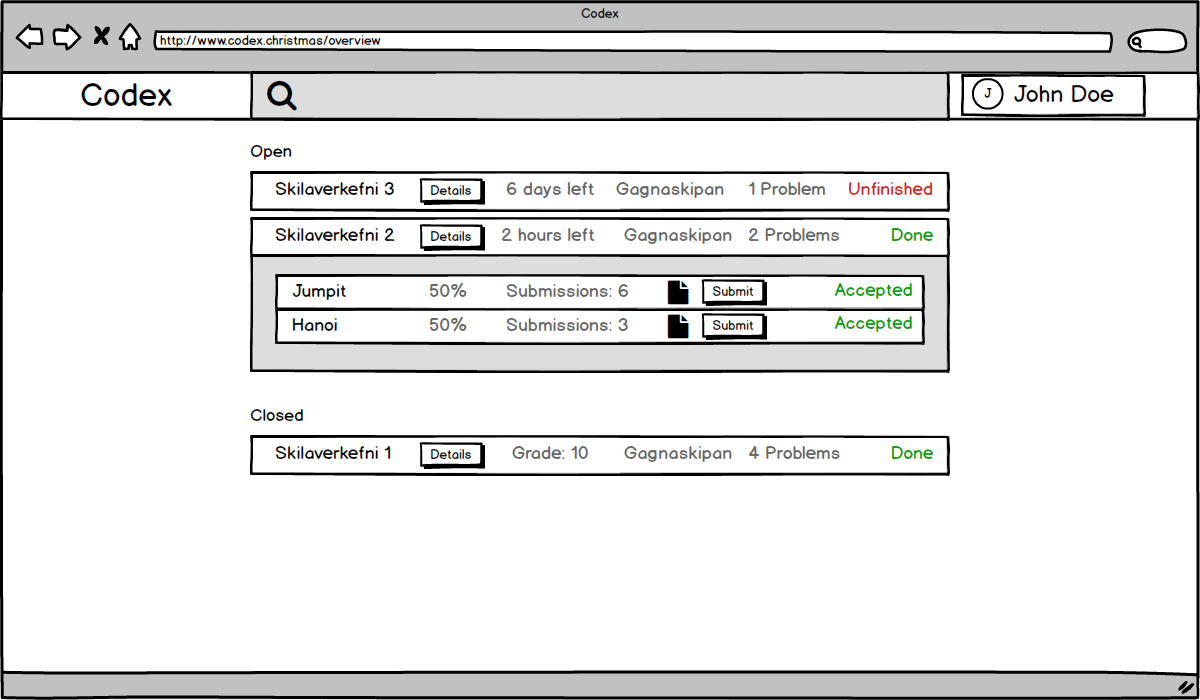 Codex
http://www.codex.christmas/overview
Codex
J John Doe
Open
Skilaverkefni 3 Details 6 days left Gagnaskipan 1 Problem Unfinished
Skilaverkefni 2 Details 2 hours left Gagnaskipan 2 Problems Done
Jumpit 50% Submissions: 6 Submit Accepted
Hanoi 50% Submissions: 3 Submit Accepted
Closed
Skilaverkefni 1 Details Grade: 10 Gagnaskipan 4 Problems Done